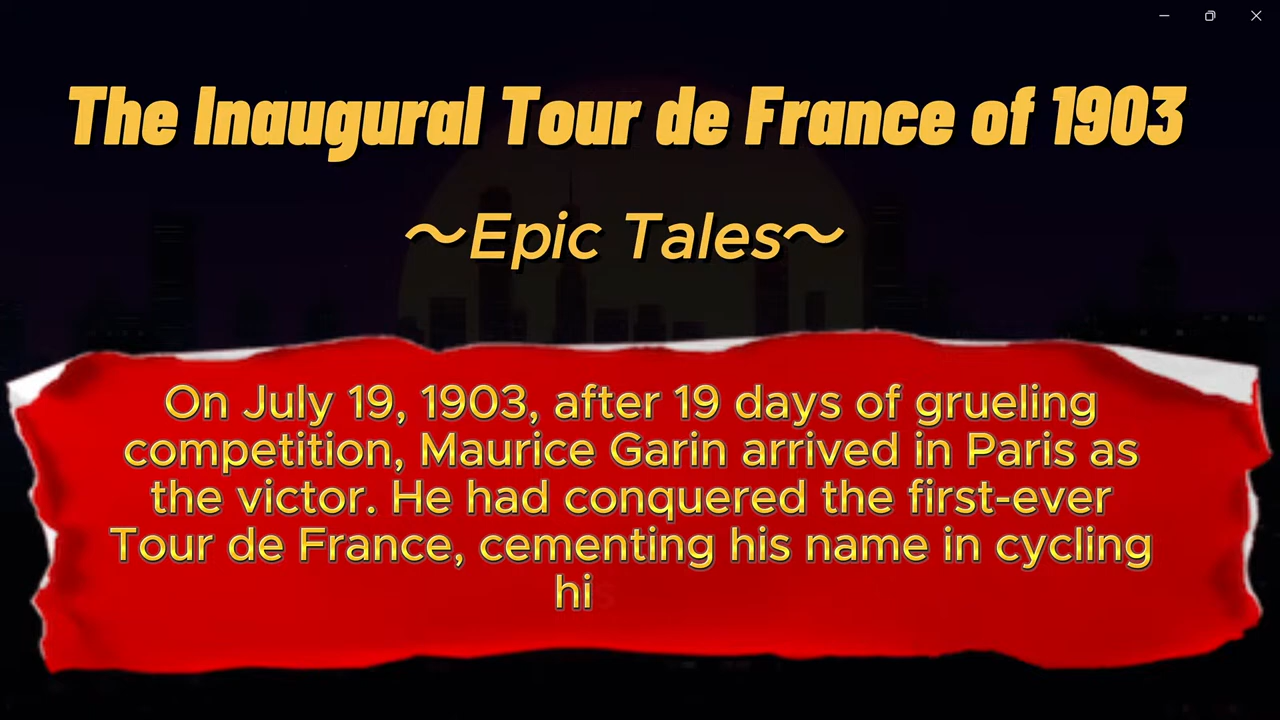 The Inaugural Tour de France of 1903
～Epic Tales～
On July 19, 1903, after 19 days of grueling
competition, Maurice Garin arrived in Paris as
the victor. He had conquered the first-ever
Tour de France, cementing his name in cycling
his